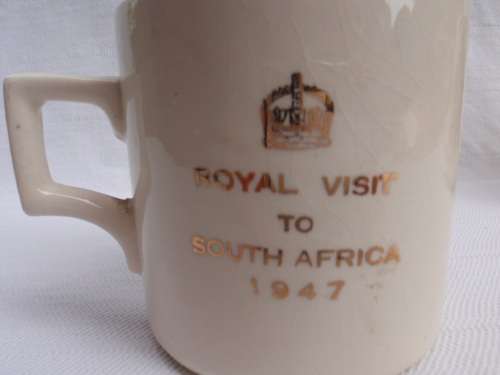 ROYAL VISIT
TO
SOUTH AFRICA
1947